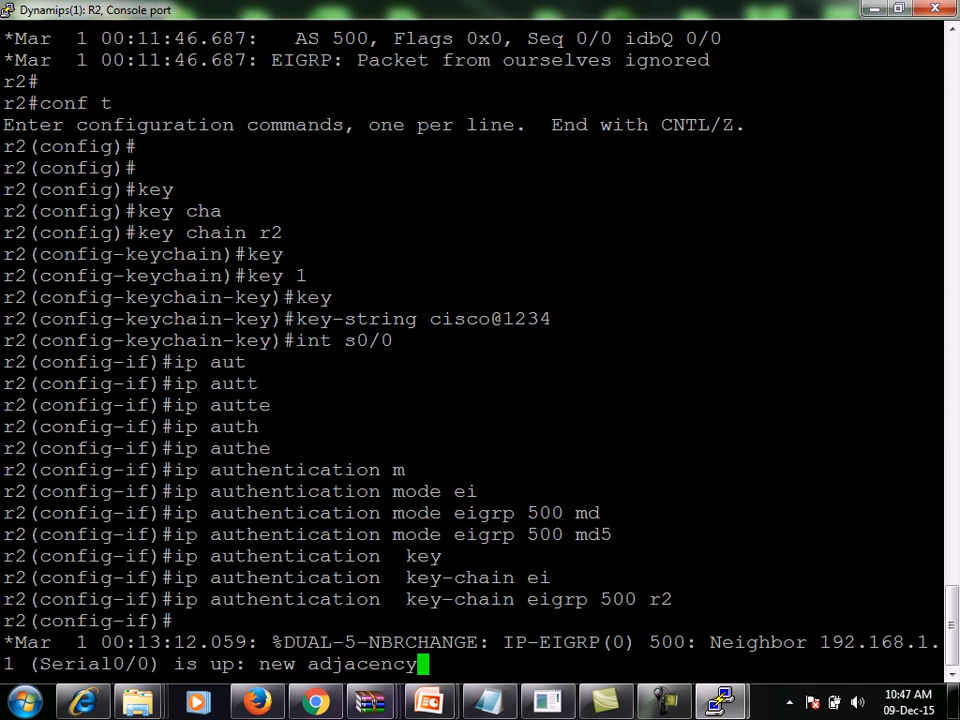 Dynamips(1): R2, Console port
*Mar  1 00:11:46.687:   AS 500, Flags 0x0, Seq 0/0 idbQ 0/0
*Mar  1 00:11:46.687: EIGRP: Packet from ourselves ignored
r2#
r2#conf t
Enter configuration commands, one per line.  End with CNTL/Z.
r2(config)#
r2(config)#
r2(config)#key
r2(config)#key cha
r2(config)#key chain r2
r2(config-keychain)#key
r2(config-keychain)#key 1
r2(config-keychain-key)#key
r2(config-keychain-key)#key-string cisco@1234
r2(config-keychain-key)#int s0/0
r2(config-if)#ip aut
r2(config-if)#ip autt
r2(config-if)#ip autte
r2(config-if)#ip auth
r2(config-if)#ip authe
r2(config-if)#ip authentication m
r2(config-if)#ip authentication mode ei
r2(config-if)#ip authentication mode eigrp 500 md
r2(config-if)#ip authentication mode eigrp 500 md5
r2(config-if)#ip authentication  key
r2(config-if)#ip authentication  key-chain ei
r2(config-if)#ip authentication  key-chain eigrp 500 r2
r2(config-if)#
*Mar  1 00:13:12.059: %DUAL-5-NBRCHANGE: IP-EIGRP(0) 500: Neighbor 192.168.1.
1 (Serial0/0) is up: new adjacency
10:47 AM
09-Dec-15